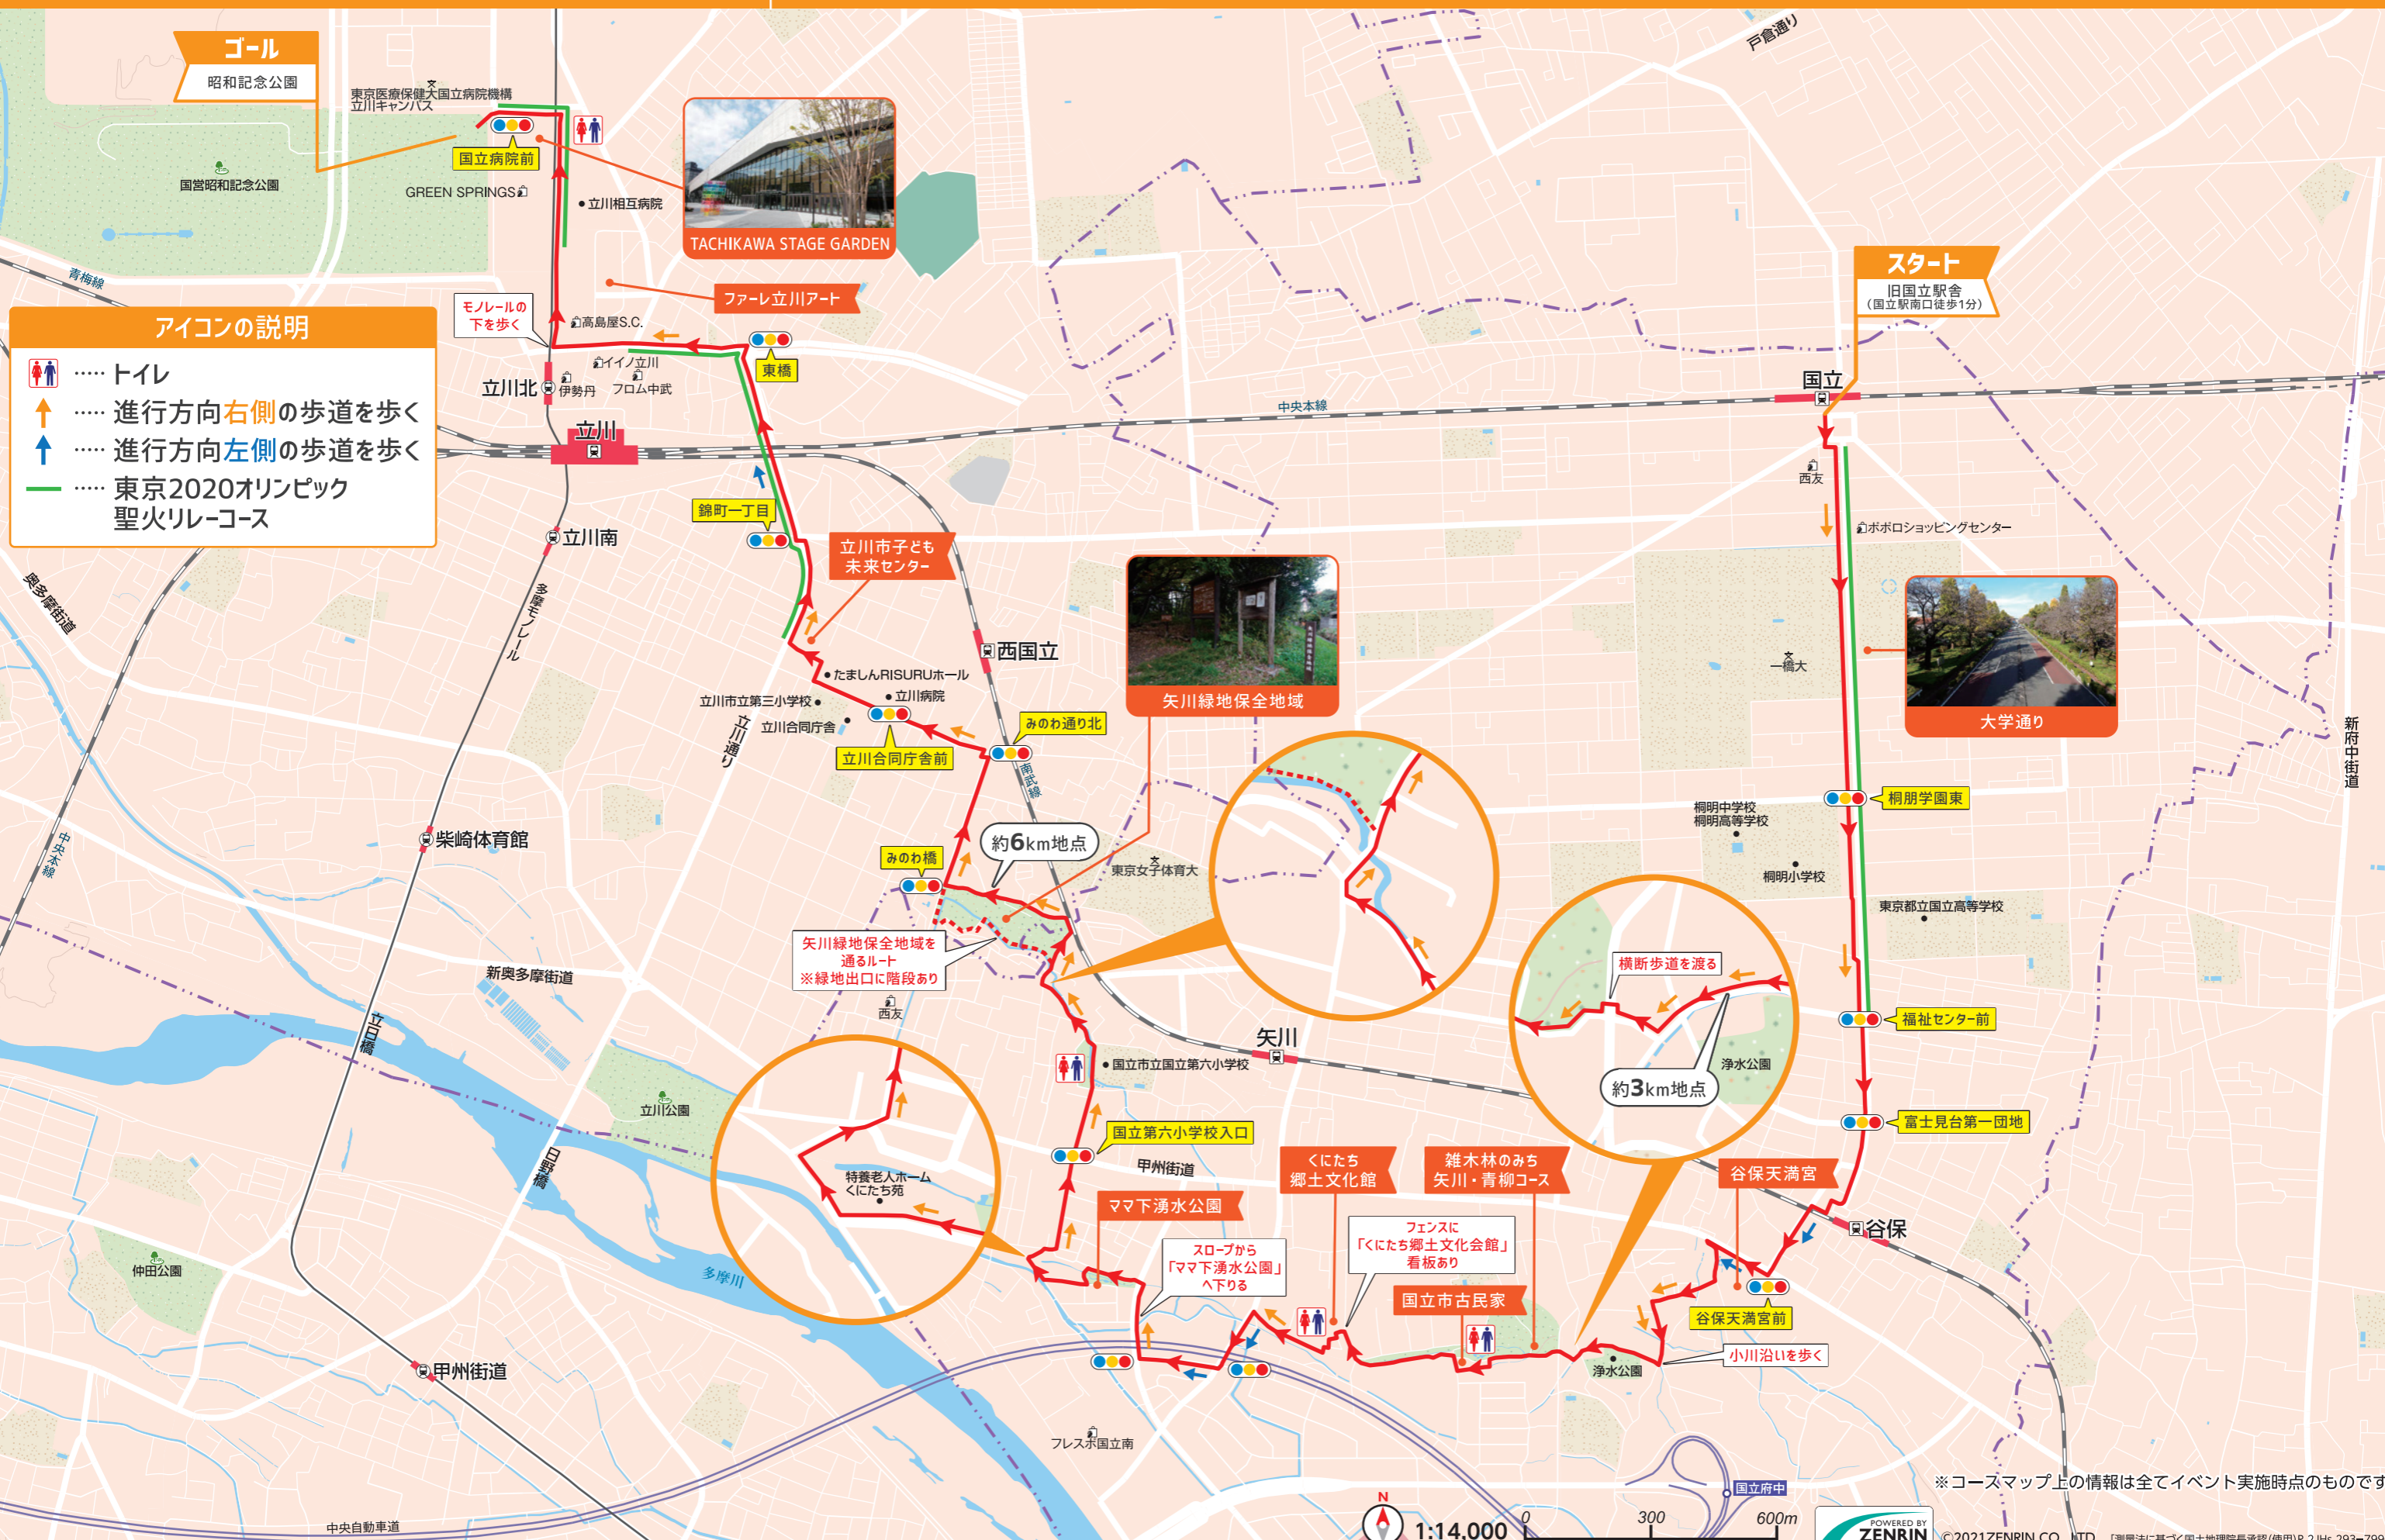 ゴール
昭和記念公園
東京医療保健大国立病院機構
立川キャンパス
国立病院前
国営昭和記念公園
GREEN SPRINGS
立川相互病院
TACHIKAWA STAGE GARDEN
戸倉通り
スタート
旧国立駅舎
(国立駅南口徒歩1分)
青梅線
モノレールの
下を歩く
ファーレ立川アート
高島屋S.C.
東橋
イイノ立川
立川北
伊勢丹
フロム中武
アイコンの説明
トイレ
進行方向右側の歩道を歩く
進行方向左側の歩道を歩く
東京2020オリンピック
聖火リレーコース
立川
中央本線
国立
西友
錦町一丁目
立川南
立川市子ども
未来センター
ポポロショッピングセンター
奥多摩街道
多摩モノレール
西国立
たましんRISURUホール
立川市立第三小学校
立川病院
立川合同庁舎
立川通り
立川合同庁舎前
みのわ通り北
南武線
矢川緑地保全地域
一橋大
大学通り
新府中街道
桐朋学園東
桐明中学校
桐明高等学校
桐明小学校
東京都立国立高等学校
柴崎体育館
中央本線
みのわ橋
約6km地点
東京女子体育大
矢川緑地保全地域を
通るルート
※緑地出口に階段あり
西友
新奥多摩街道
立日橋
横断歩道を渡る
浄水公園
約3km地点
福祉センター前
矢川
国立市立国立第六小学校
立川公園
富士見台第一団地
国立第六小学校入口
甲州街道
日野橋
特養老人ホーム
くにたち苑
ママ下湧水公園
くにたち
郷土文化館
雑木林のみち
矢川・青柳コース
谷保天満宮
谷保
スロープから
「ママ下湧水公園」
へ下りる
フェンスに
「くにたち郷土文化会館」
看板あり
国立市古民家
谷保天満宮前
小川沿いを歩く
浄水公園
仲田公園
多摩川
甲州街道
フレスポ国立南
中央自動車道
国立府中
※コースマップ上の情報は全てイベント実施時点のものです
N
1:14,000
0
300
600m
POWERED BY
ZENRIN
©2021ZENRIN CO., LTD.